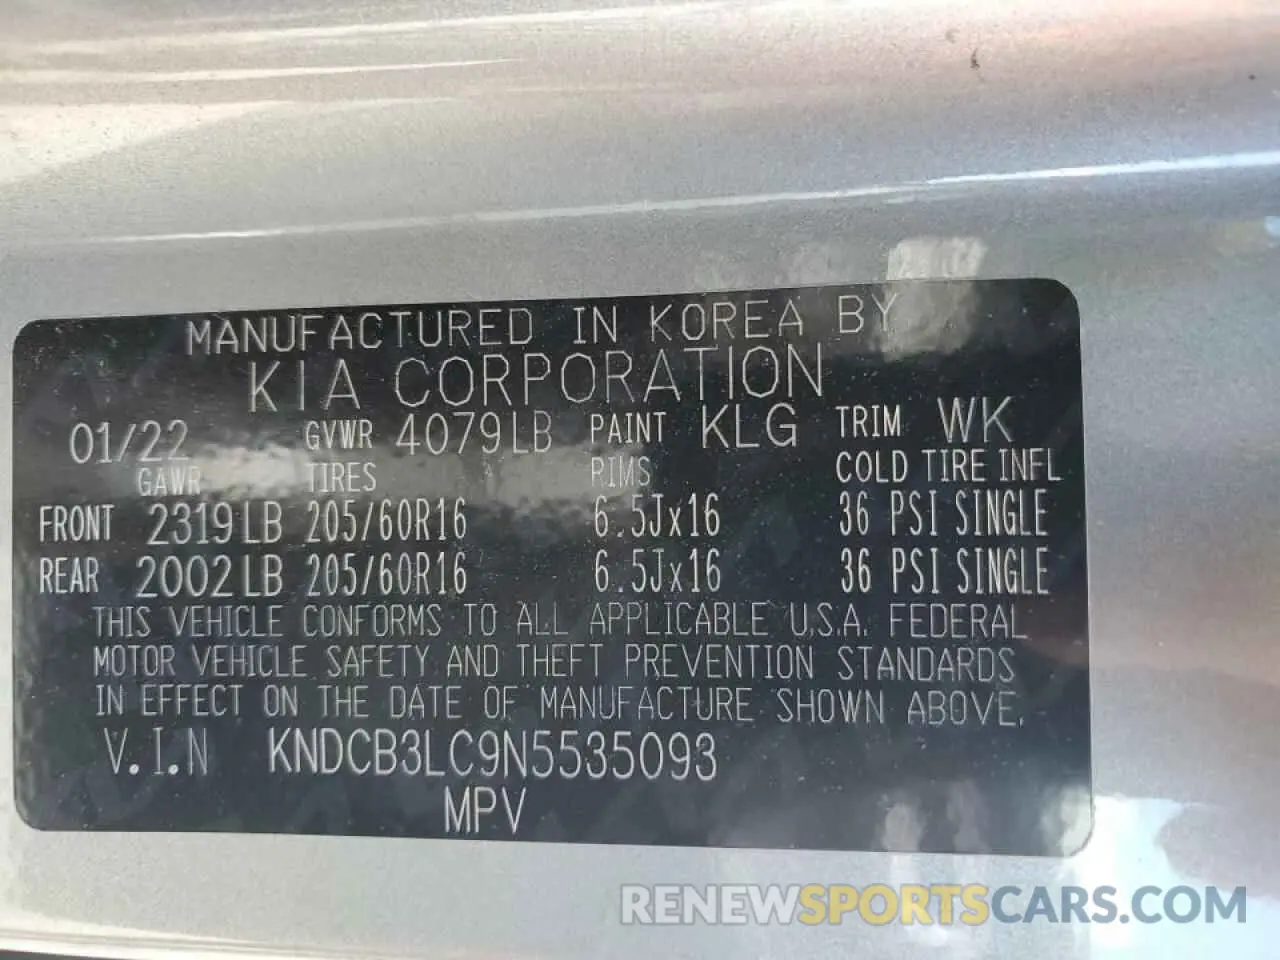 MANUFACTURED IN KOREA BY
KIA CORPORATION
01/22 GVWR 4079LB PAINT KLG TRIM WK
GAWR TIRES RIMS COLD TIRE INFL
FRONT 2319LB 205/60R16 6.5Jx16 36 PSI SINGLE
REAR 2002LB 205/60R16 6.5Jx16 36 PSI SINGLE
THIS VEHICLE CONFORMS TO ALL APPLICABLE U.S.A. FEDERAL
MOTOR VEHICLE SAFETY AND THEFT PREVENTION STANDARDS
IN EFFECT ON THE DATE OF MANUFACTURE SHOWN ABOVE.
V.I.N KNDCB3LC9N5535093
MPV
RENEWSPORTSCARS.COM